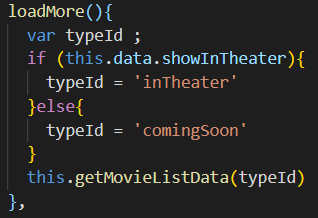 loadMore(){
  var typeId ;
  if (this.data.showInTheater){
    typeId = 'inTheater'
  }else{
    typeId = 'comingSoon'
  }
  this.getMovieListData(typeId)
},